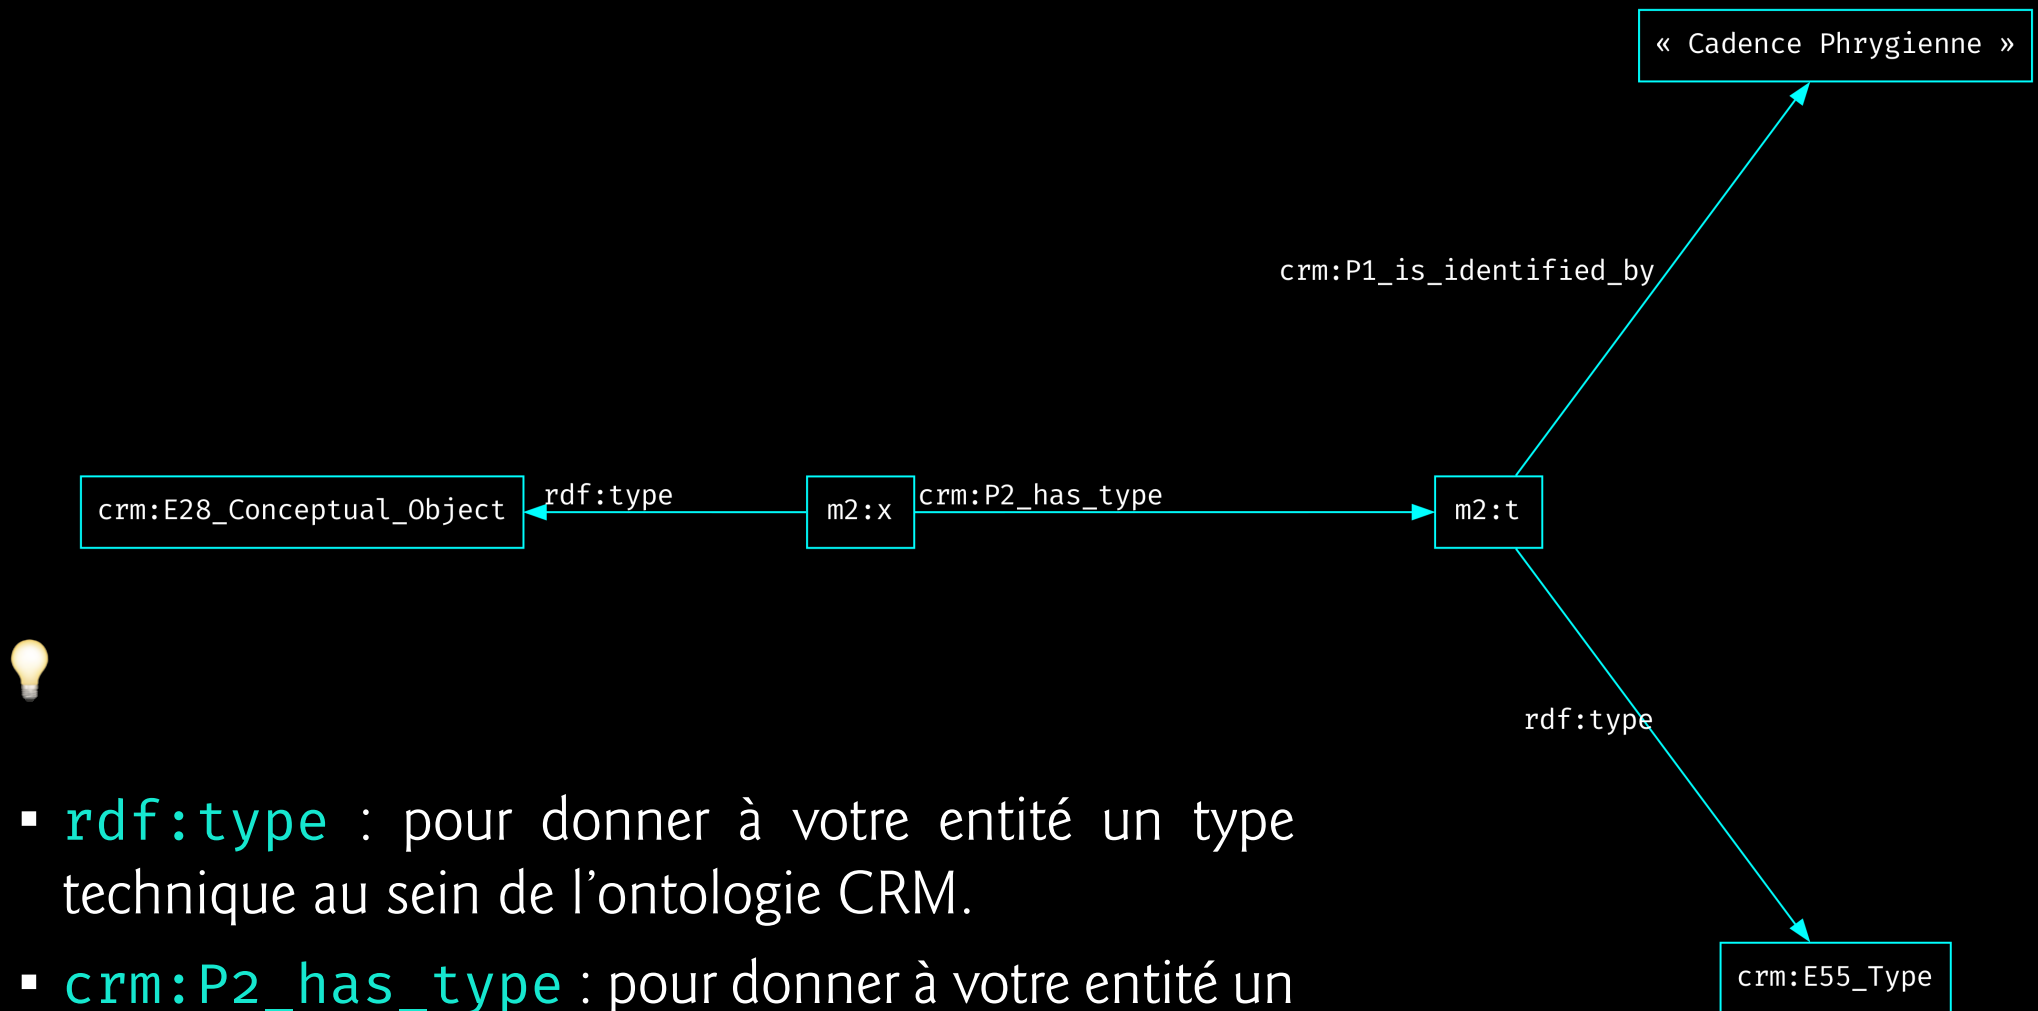 « Cadence Phrygienne »
crm:P1_is_identified_by
rdf:type
crm:P2_has_type
crm:E28_Conceptual_Object
m2:x
m2:t
rdf:type
▪ rdf:type : pour donner à votre entité un type
technique au sein de l’ontologie CRM.
▪ crm:P2_has_type : pour donner à votre entité un
crm:E55_Type